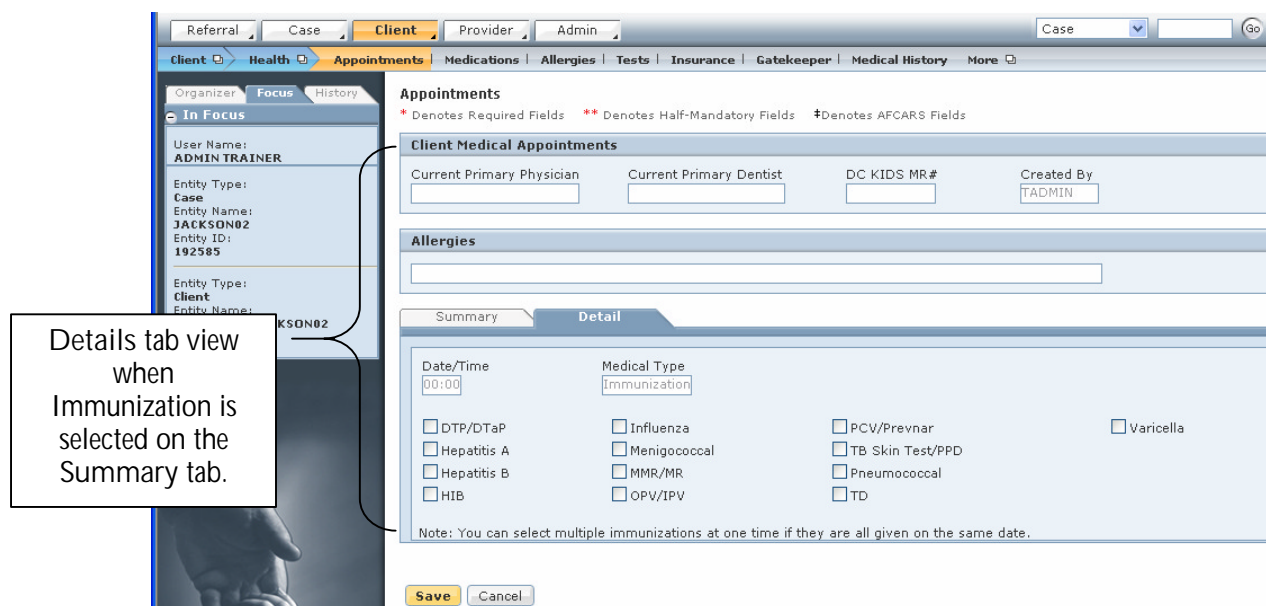 Referral Case Client Provider Admin Case Go
Client Health Appointments Medications Allergies Tests Insurance Gatekeeper Medical History More
Organizer Focus History
In Focus
User Name:
ADMIN TRAINER
Entity Type:
Case
Entity Name:
JACKSON02
Entity ID:
192585
Entity Type:
Client
Entity Name:
KSON02
Details tab view
when
Immunization is
selected on the
Summary tab.
Appointments
* Denotes Required Fields ** Denotes Half-Mandatory Fields ‡Denotes AFCARS Fields
Client Medical Appointments
Current Primary Physician Current Primary Dentist DC KIDS MR# Created By
TADMIN
Allergies
Summary Detail
Date/Time Medical Type
00:00 Immunization
DTP/DTaP Influenza PCV/Prevnar Varicella
Hepatitis A Menigococcal TB Skin Test/PPD
Hepatitis B MMR/MR Pneumococcal
HIB OPV/IPV TD
Note: You can select multiple immunizations at one time if they are all given on the same date.
Save Cancel